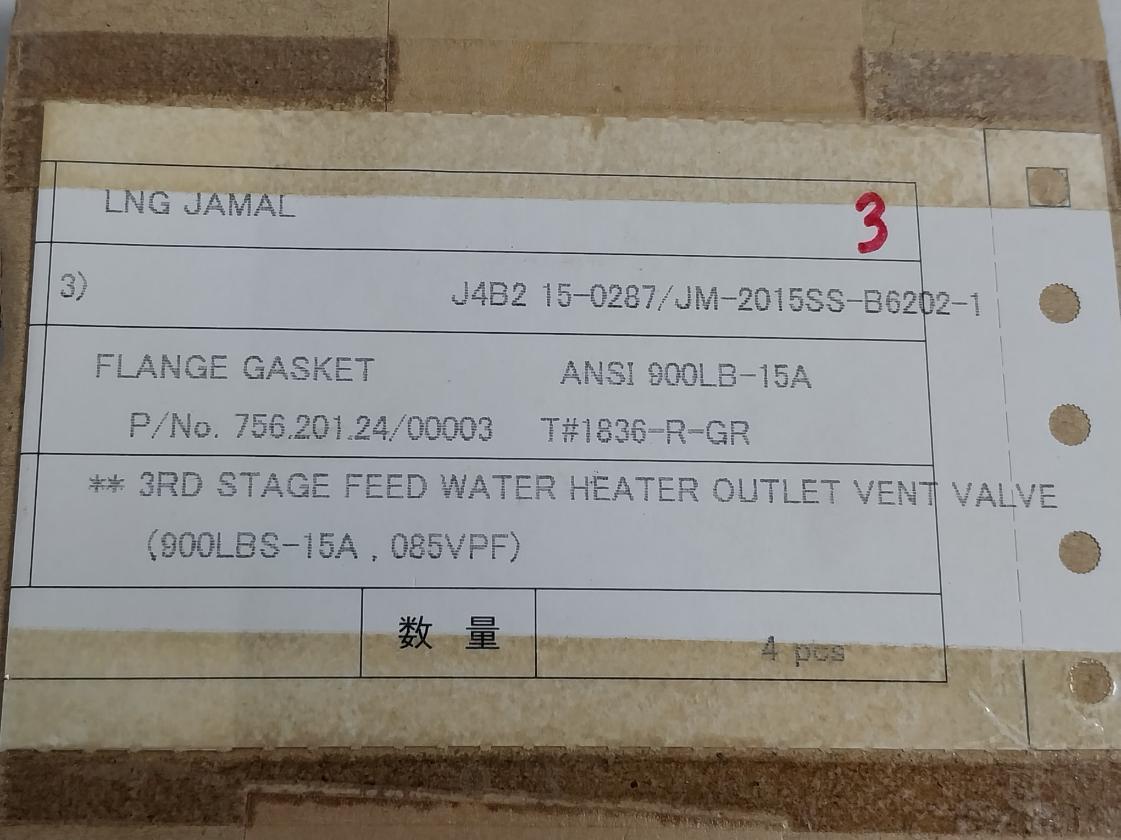 LNG JAMAL
3
3) J4B2 15-0287/JM-2015SS-B6202-1
FLANGE GASKET ANSI 900LB-15A
P/No. 756.201.24/00003 T#1836-R-GR
** 3RD STAGE FEED WATER HEATER OUTLET VENT VALVE
(900LBS-15A , 085VPF)
数 量 4 pcs